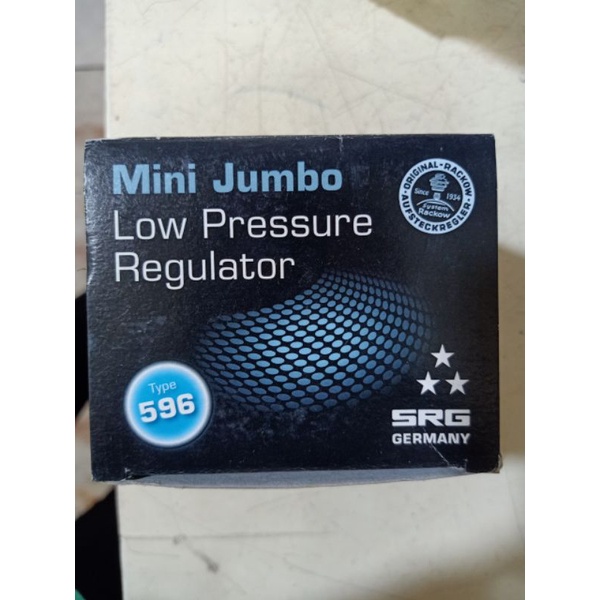 Mini Jumbo
Low Pressure
Regulator
ORIGINAL-RACKOW
Since 1934
System
Rackow
AUFSTECKREGLER
Type
596
SRG
GERMANY